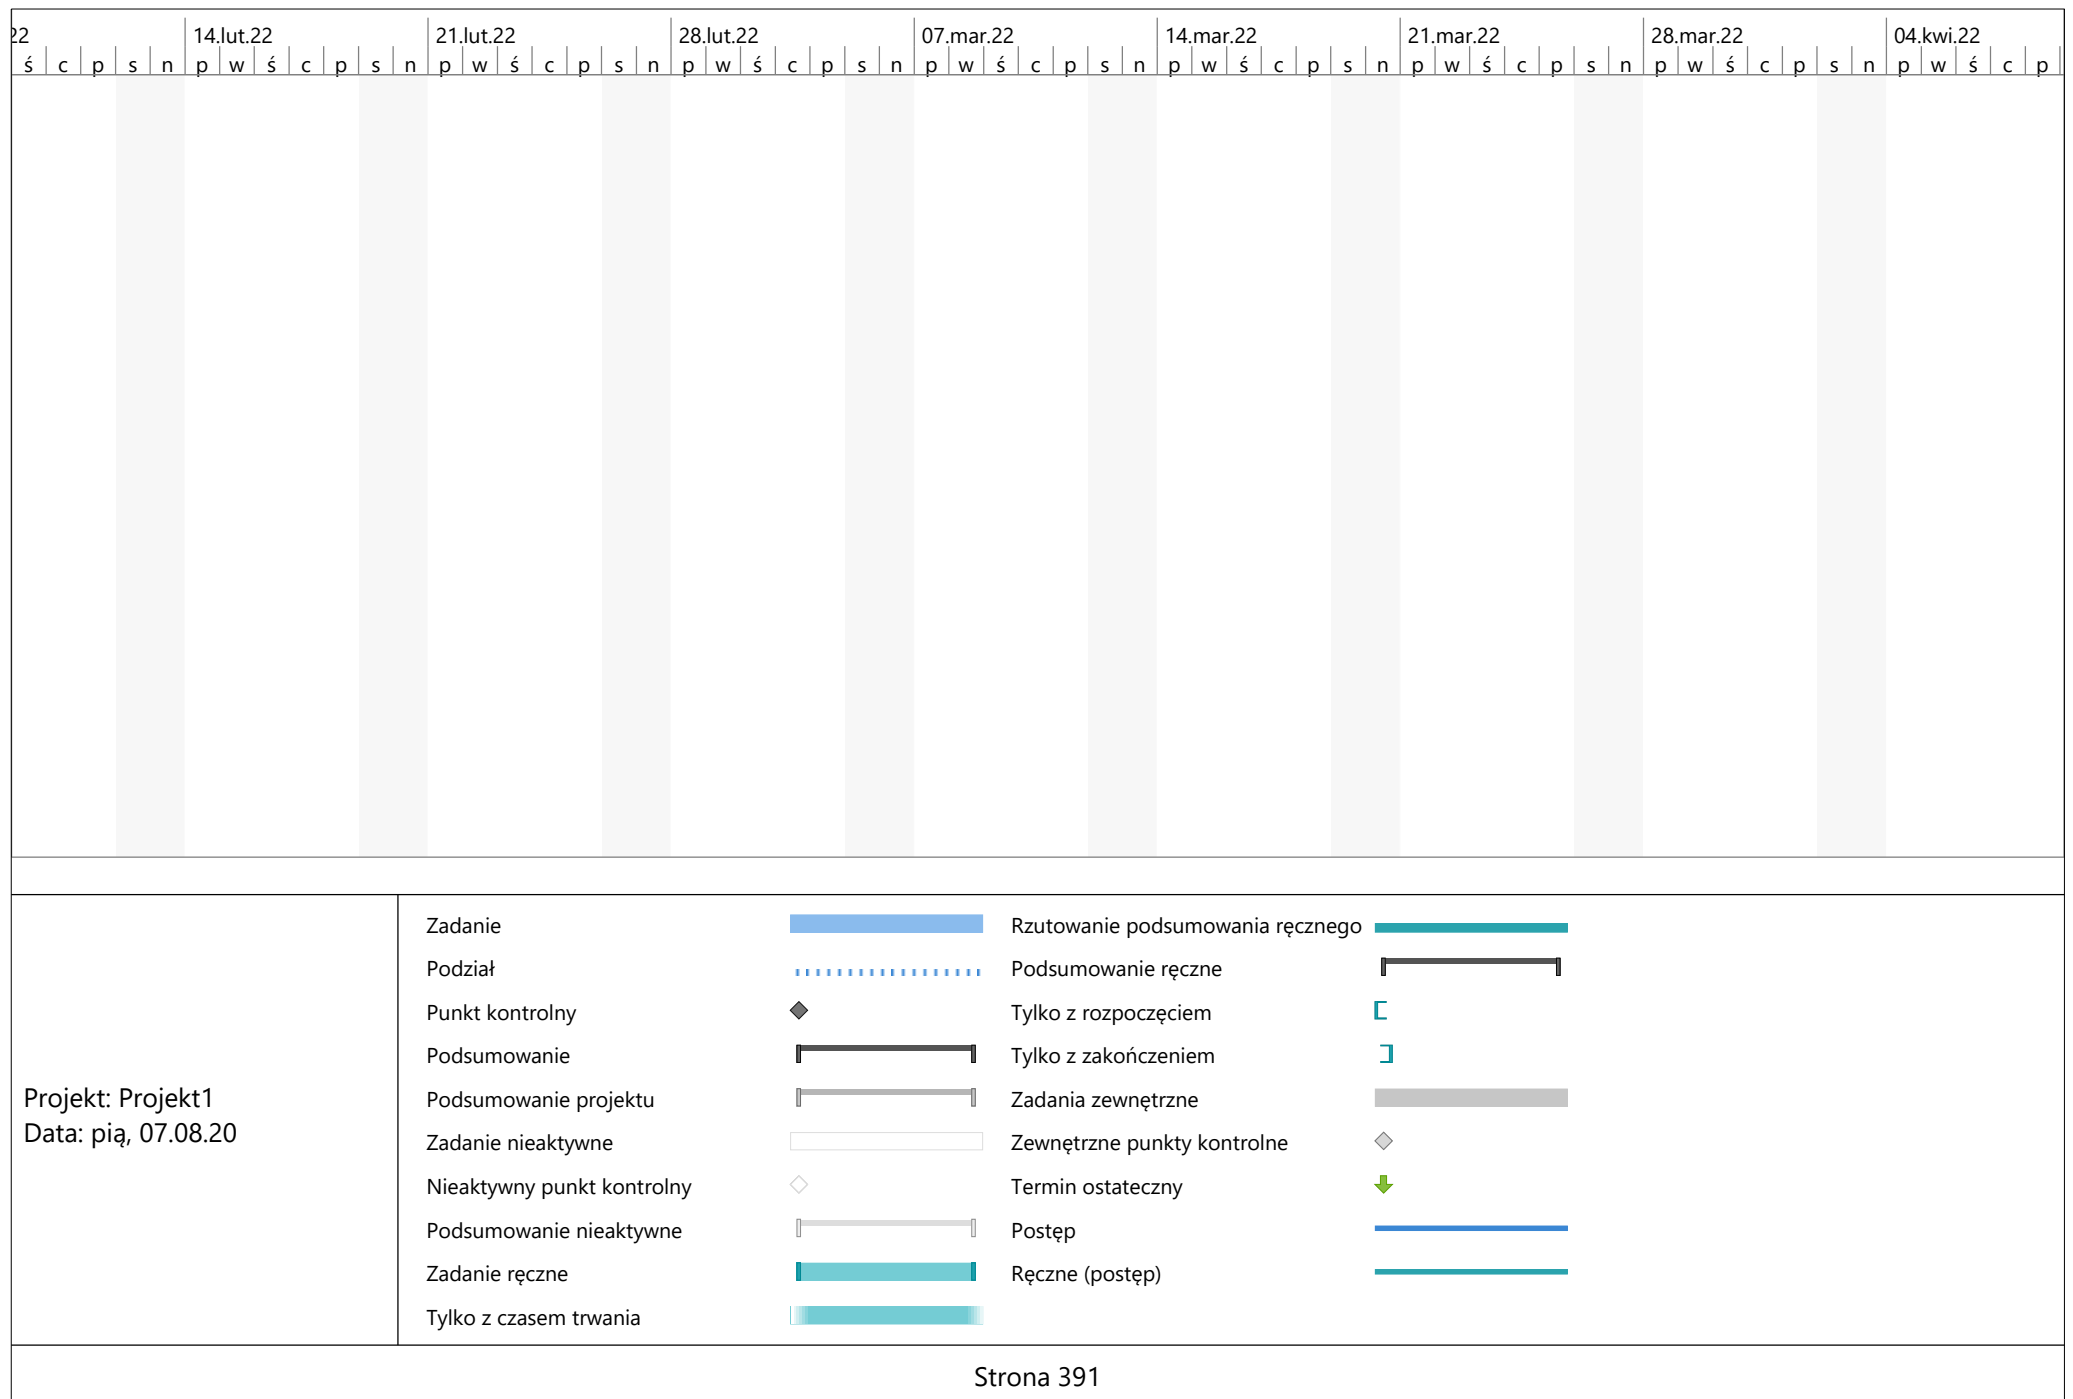 22 14.lut.22 21.lut.22 28.lut.22 07.mar.22 14.mar.22 21.mar.22 28.mar.22 04.kwi.22
ś c p s n p w ś c p s n p w ś c p s n p w ś c p s n p w ś c p s n p w ś c p s n p w ś c p s n p w ś c p s n p w ś c p
Projekt: Projekt1
Data: pią, 07.08.20
Zadanie
Podział
Punkt kontrolny
Podsumowanie
Podsumowanie projektu
Zadanie nieaktywne
Nieaktywny punkt kontrolny
Podsumowanie nieaktywne
Zadanie ręczne
Tylko z czasem trwania
Rzutowanie podsumowania ręcznego
Podsumowanie ręczne
Tylko z rozpoczęciem
Tylko z zakończeniem
Zadania zewnętrzne
Zewnętrzne punkty kontrolne
Termin ostateczny
Postęp
Ręczne (postęp)
Strona 391